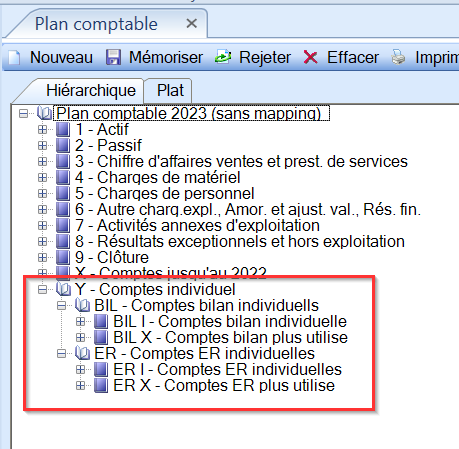 Plan comptable
Nouveau Mémoriser Rejeter Effacer Imprim
Hiérarchique Plat
Plan comptable 2023 (sans mapping)
1 - Actif
2 - Passif
3 - Chiffre d'affaires ventes et prest. de services
4 - Charges de matériel
5 - Charges de personnel
6 - Autre charg.expl., Amor. et ajust. val., Rés. fin.
7 - Activités annexes d'exploitation
8 - Résultats exceptionnels et hors exploitation
9 - Clôture
X - Comptes jusqu'au 2022
Y - Comptes individuel
BIL - Comptes bilan individuells
BIL I - Comptes bilan individuelle
BIL X - Comptes bilan plus utilise
ER - Comptes ER individuelles
ER I - Comptes ER individuelles
ER X - Comptes ER plus utilise